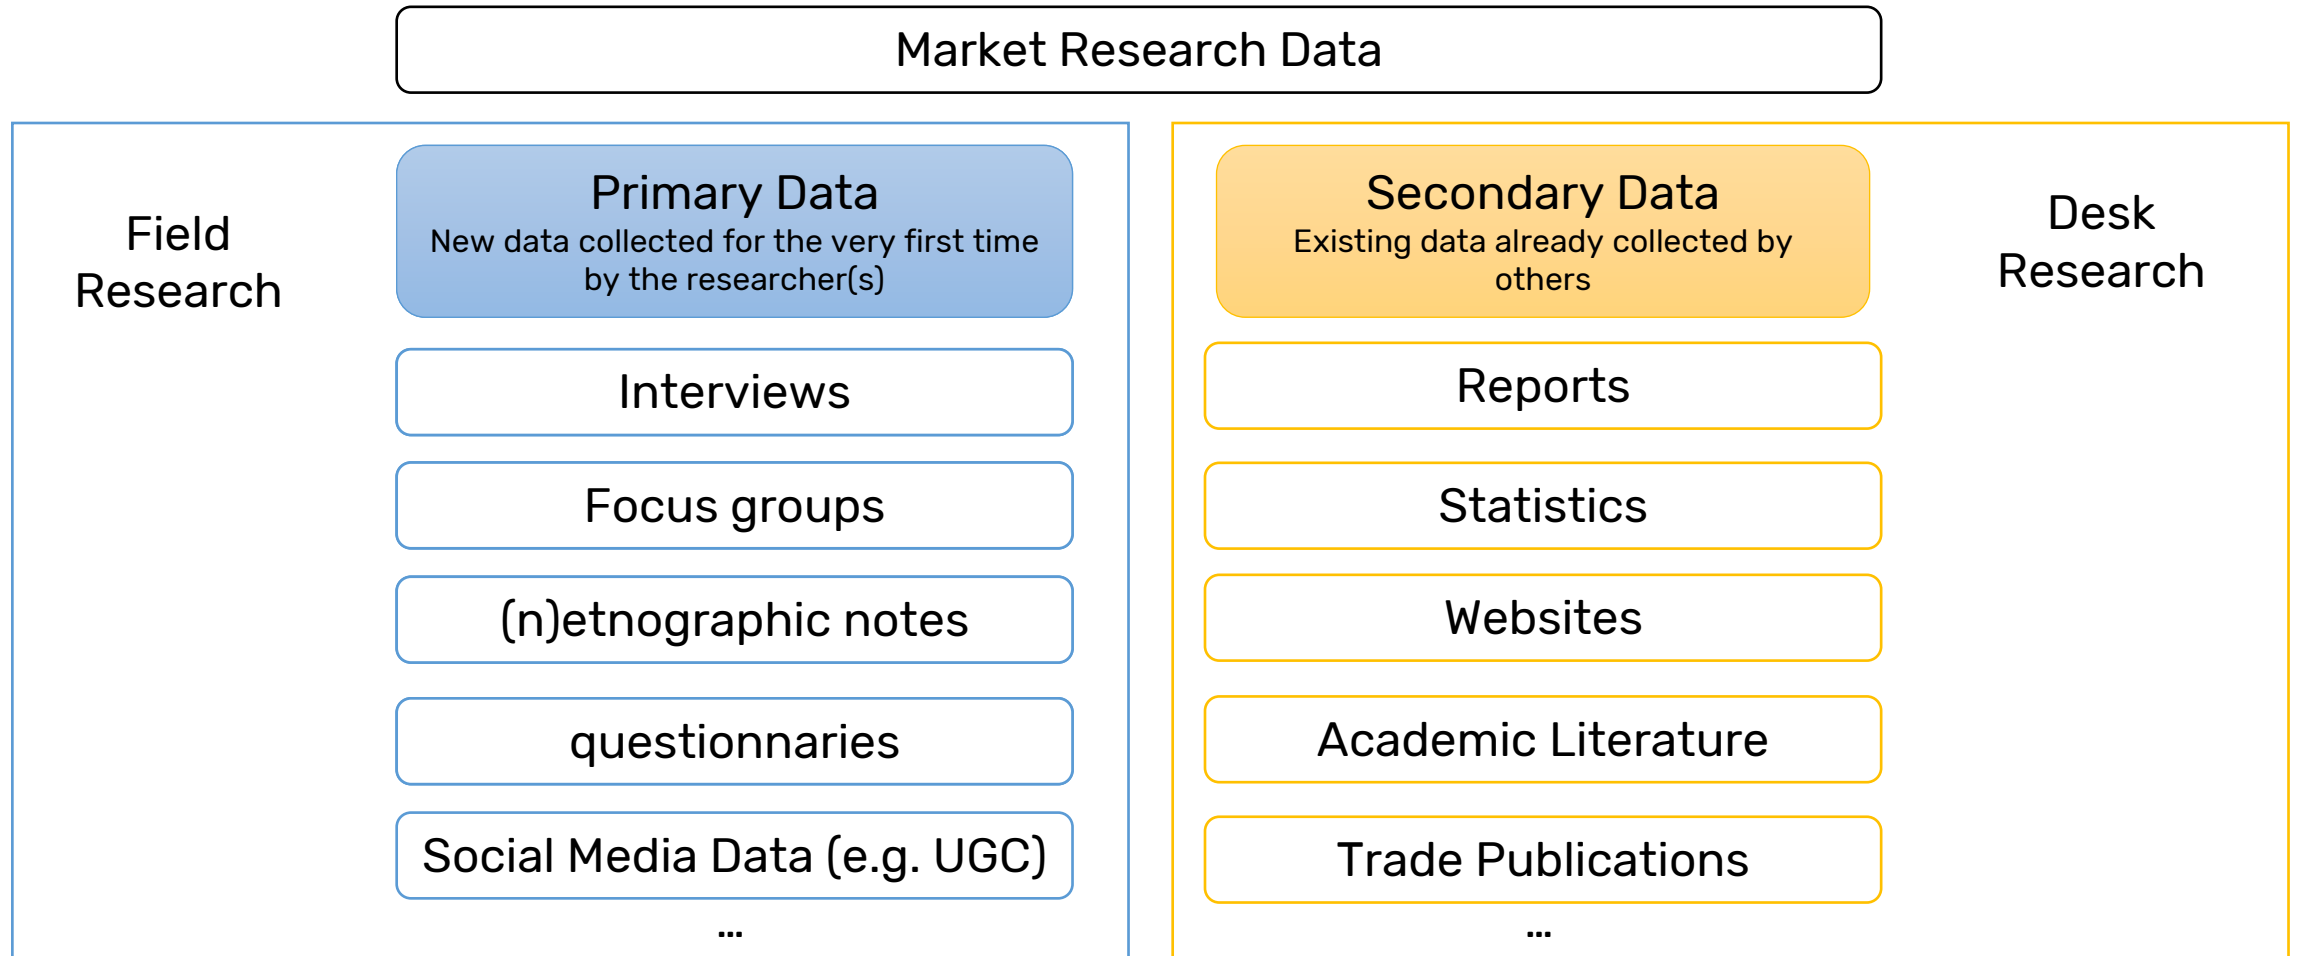 Market Research Data
Field
Research
Primary Data
New data collected for the very first time
by the researcher(s)
Interviews
Focus groups
(n)etnographic notes
questionnaries
Social Media Data (e.g. UGC)
...
Secondary Data
Existing data already collected by
others
Desk
Research
Reports
Statistics
Websites
Academic Literature
Trade Publications
...